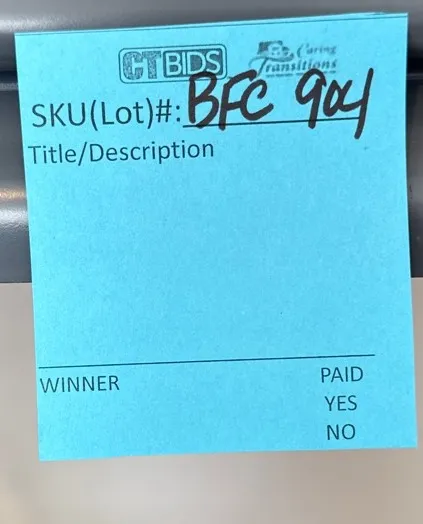 CTBIDS Caring Transitions
SKU(Lot)#: BFC 904
Title/Description
WINNER PAID
YES
NO